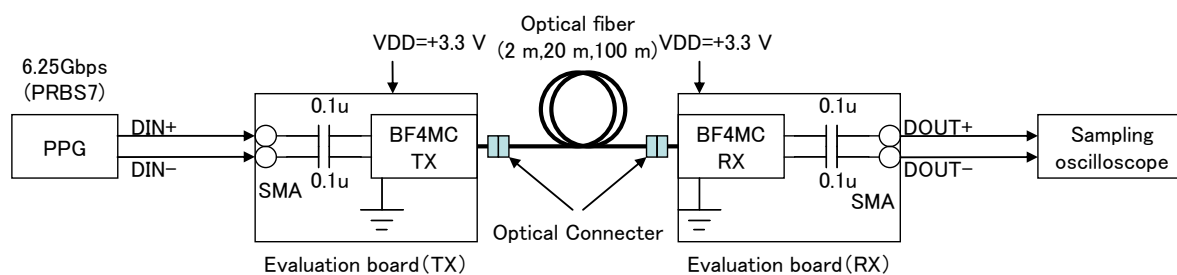 Optical fiber
(2 m,20 m,100 m)
VDD=+3.3 V
VDD=+3.3 V
6.25Gbps
(PRBS7)
PPG
DIN+
DIN-
0.1u
0.1u
SMA
BF4MC
TX
BF4MC
RX
0.1u
0.1u
SMA
DOUT+
DOUT-
Sampling
oscilloscope
Optical Connecter
Evaluation board(TX)
Evaluation board(RX)